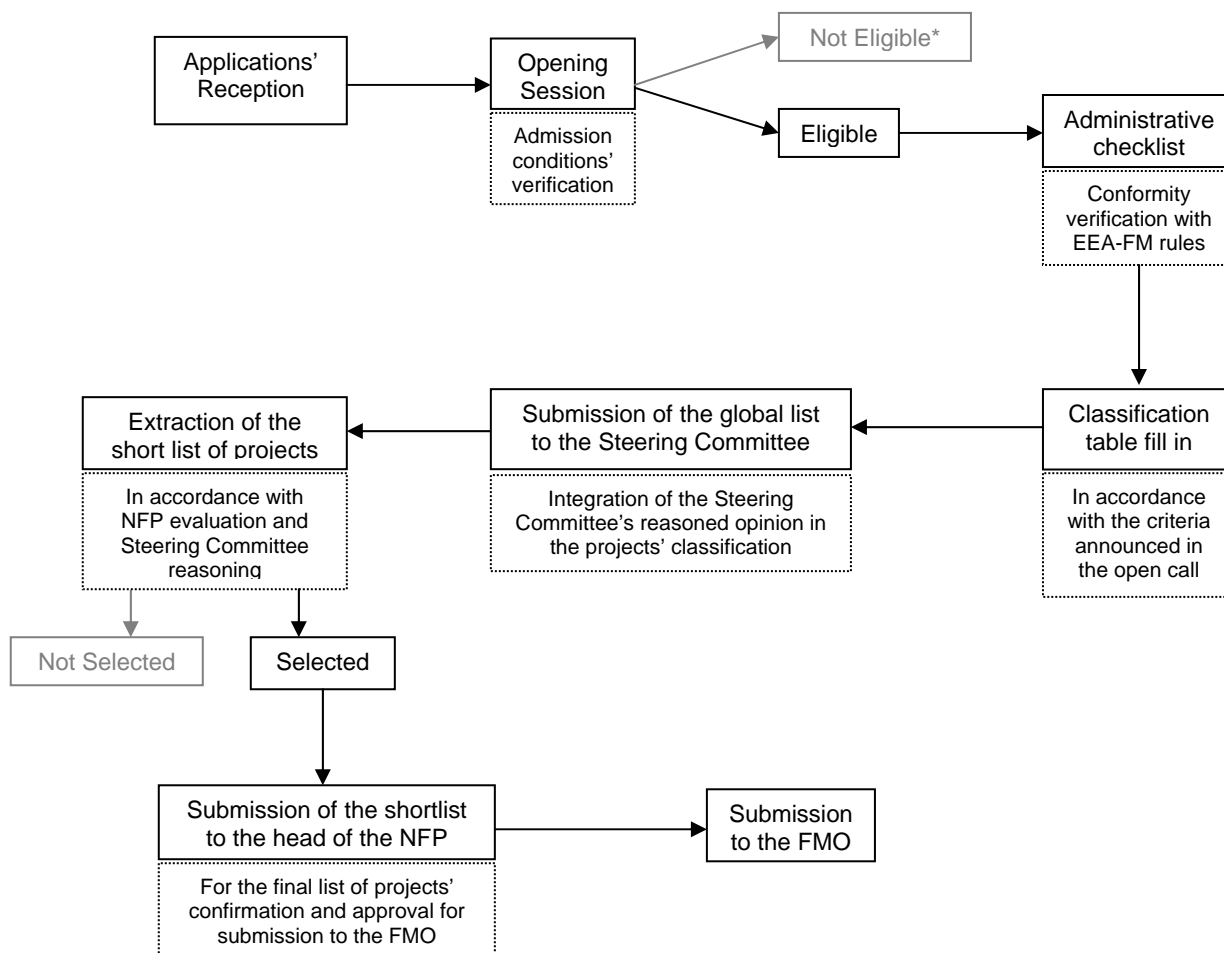 Not Eligible*
Applications’
Reception
Opening
Session
Admission
conditions’
verification
Eligible
Administrative
checklist
Conformity
verification with
EEA-FM rules
Extraction of the
short list of projects
In accordance with
NFP evaluation and
Steering Committee
reasoning
Submission of the global list
to the Steering Committee
Integration of the Steering
Committee’s reasoned opinion in
the projects’ classification
Classification
table fill in
In accordance
with the criteria
announced in
the open call
Not Selected
Selected
Submission of the shortlist
to the head of the NFP
For the final list of projects’
confirmation and approval for
submission to the FMO
Submission
to the FMO